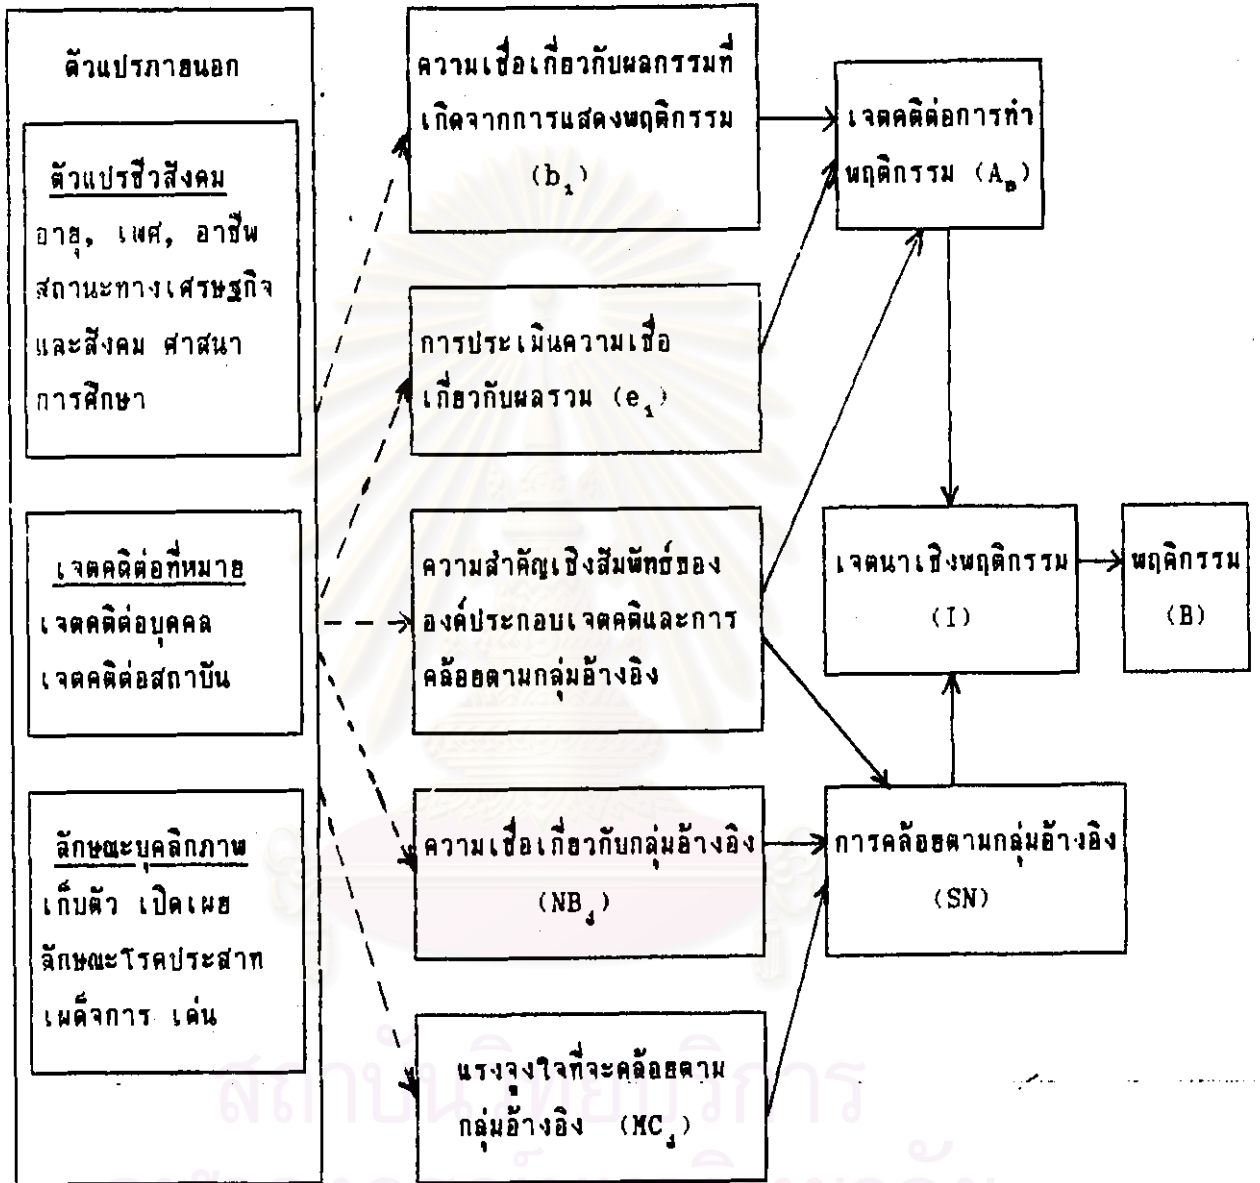 ตัวแปรภายนอก
ตัวแปรชีวสังคม
อายุ, เพศ, อาชีพ
สถานะทางเศรษฐกิจ
และสังคม ศาสนา
การศึกษา
เจตคติต่อที่หมาย
เจตคติต่อบุคคล
เจตคติต่อสถาบัน
ลักษณะบุคลิกภาพ
เก็บตัว เปิดเผย
ลักษณะโรคประสาท
เผด็จการ เด่น
ความเชื่อเกี่ยวกับผลกรรมที่
เกิดจากการแสดงพฤติกรรม
(b₁)
การประเมินความเชื่อ
เกี่ยวกับผลรวม (e₁)
ความสำคัญเชิงสัมพัทธ์ของ
องค์ประกอบเจตคติและการ
คล้อยตามกลุ่มอ้างอิง
ความเชื่อเกี่ยวกับกลุ่มอ้างอิง
(NBⱼ)
แรงจูงใจที่จะคล้อยตาม
กลุ่มอ้างอิง (MCⱼ)
เจตคติต่อการทำ
พฤติกรรม (A_B)
เจตนาเชิงพฤติกรรม
(I)
พฤติกรรม
(B)
การคล้อยตามกลุ่มอ้างอิง
(SN)
สถาบันวิทยบริการ